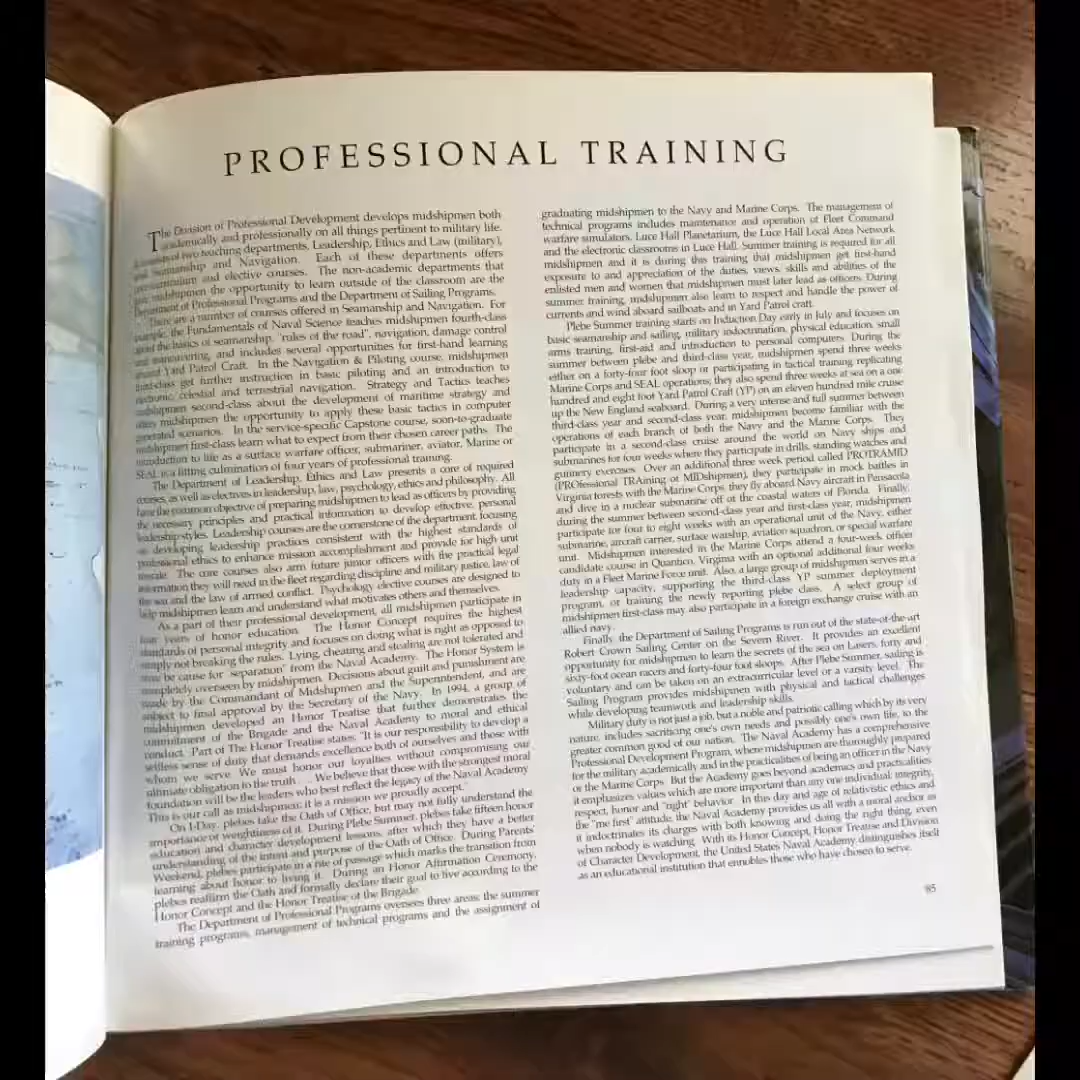 PROFESSIONAL TRAINING
The Division of Professional Development develops midshipmen both
academically and professionally on all things pertinent to military life.
It consists of two teaching departments, Leadership, Ethics and Law (military),
and Seamanship and Navigation. Each of these departments offers
curriculum and elective courses. The non-academic departments that
give midshipmen the opportunity to learn outside of the classroom are the
Department of Professional Programs and the Department of Sailing Programs.
There are a number of courses offered in Seamanship and Navigation. For
example, the Fundamentals of Naval Science teaches midshipmen fourth-class
about the basics of seamanship, "rules of the road", navigation, damage control
and maneuvering, and includes several opportunities for first-hand learning
aboard Yard Patrol Craft. In the Navigation & Piloting course, midshipmen
third-class get further instruction in basic piloting and an introduction to
electronic, celestial and terrestrial navigation. Strategy and Tactics teaches
midshipmen second-class about the development of maritime strategy and
offers midshipmen the opportunity to apply these basic tactics in computer
generated scenarios. In the service-specific Capstone course, soon-to-graduate
midshipmen first-class learn what to expect from their chosen career paths. The
introduction to life as a surface warfare officer, submariner, aviator, Marine or
SEAL is a fitting culmination of four years of professional training.
The Department of Leadership, Ethics and Law presents a core of required
courses, as well as electives in leadership, law, psychology, ethics and philosophy. All
have the common objective of preparing midshipmen to lead as officers by providing
the necessary principles and practical information to develop effective, personal
leadership styles. Leadership courses are the cornerstone of the department, focusing
on developing leadership practices consistent with the highest standards of
professional ethics to enhance mission accomplishment and provide for high unit
morale. The core courses also arm future junior officers with the practical legal
information they will need in the fleet regarding discipline and military justice, law of
the sea and the law of armed conflict. Psychology elective courses are designed to
help midshipmen learn and understand what motivates others and themselves.
As a part of their professional development, all midshipmen participate in
four years of honor education. The Honor Concept requires the highest
standards of personal integrity and focuses on doing what is right as opposed to
simply not breaking the rules. Lying, cheating and stealing are not tolerated and
may be cause for "separation" from the Naval Academy. The Honor System is
completely overseen by midshipmen. Decisions about guilt and punishment are
made by the Commandant of Midshipmen and the Superintendent, and are
subject to final approval by the Secretary of the Navy. In 1994, a group of
midshipmen developed an Honor Treatise that further demonstrates the
commitment of the Brigade and the Naval Academy to moral and ethical
conduct. Part of The Honor Treatise states, "It is our responsibility to develop a
selfless sense of duty that demands excellence both of ourselves and those with
whom we serve. We must honor our loyalties without compromising our
ultimate obligation to the truth . . . We believe that those with the strongest moral
foundation will be the leaders who best reflect the legacy of the Naval Academy.
This is our call as midshipmen; it is a mission we proudly accept."
On I-Day, plebes take the Oath of Office, but may not fully understand the
importance or weightiness of it. During Plebe Summer, plebes take fifteen honor
education and character development lessons, after which they have a better
understanding of the intent and purpose of the Oath of Office. During Parents'
Weekend, plebes participate in a rite of passage which marks the transition from
learning about honor to living it. During an Honor Affirmation Ceremony,
plebes reaffirm the Oath and formally declare their goal to live according to the
Honor Concept and the Honor Treatise of the Brigade.
The Department of Professional Programs oversees three areas: the summer
training programs, management of technical programs and the assignment of
graduating midshipmen to the Navy and Marine Corps. The management of
technical programs includes maintenance and operation of Fleet Command
warfare simulators, Luce Hall Planetarium, the Luce Hall Local Area Network
and the electronic classrooms in Luce Hall. Summer training is required for all
midshipmen and it is during this training that midshipmen get first-hand
exposure to and appreciation of the duties, views, skills and abilities of the
enlisted men and women that midshipmen must later lead as officers. During
summer training, midshipmen also learn to respect and handle the power of
currents and wind aboard sailboats and in Yard Patrol craft.
Plebe Summer training starts on Induction Day early in July and focuses on
basic seamanship and sailing, military indoctrination, physical education, small
arms training, first-aid and introduction to personal computers. During the
summer between plebe and third-class year, midshipmen spend three weeks
either on a forty-four foot sloop or participating in tactical training replicating
Marine Corps and SEAL operations; they also spend three weeks at sea on a one
hundred and eight foot Yard Patrol Craft (YP) on an eleven hundred mile cruise
up the New England seaboard. During a very intense and full summer between
third-class year and second-class year, midshipmen become familiar with the
operations of each branch of both the Navy and the Marine Corps. They
participate in a second-class cruise around the world on Navy ships and
submarines for four weeks where they participate in drills, standing watches and
gunnery exercises. Over an additional three week period called PROTRAMID
(PROfessional TRAining or MIDshipmen), they participate in mock battles in
Virginia forests with the Marine Corps, they fly aboard Navy aircraft in Pensacola
and dive in a nuclear submarine off of the coastal waters of Florida. Finally,
during the summer between second-class year and first-class year, midshipmen
participate for four to eight weeks with an operational unit of the Navy, either
submarine, aircraft carrier, surface warship, aviation squadron, or special warfare
unit. Midshipmen interested in the Marine Corps attend a four-week officer
candidate course in Quantico, Virginia with an optional additional four weeks
duty in a Fleet Marine Force unit. Also, a large group of midshipmen serves in a
leadership capacity, supporting the third-class YP summer deployment
program, or training the newly reporting plebe class. A select group of
midshipmen first-class may also participate in a foreign exchange cruise with an
allied navy.
Finally, the Department of Sailing Programs is run out of the state-of-the-art
Robert Crown Sailing Center on the Severn River. It provides an excellent
opportunity for midshipmen to learn the secrets of the sea on Lasers, forty and
sixty-foot ocean racers and forty-four foot sloops. After Plebe Summer, sailing is
voluntary and can be taken on an extracurricular level or a varsity level. The
Sailing Program provides midshipmen with physical and tactical challenges
while developing teamwork and leadership skills.
Military duty is not just a job, but a noble and patriotic calling which by its very
nature, includes sacrificing one's own needs and possibly one's own life, to the
greater common good of our nation. The Naval Academy has a comprehensive
Professional Development Program, where midshipmen are thoroughly prepared
for the military academically and in the practicalities of being an officer in the Navy
or the Marine Corps. But the Academy goes beyond academics and practicalities
it emphasizes values which are more important than any one individual: integrity,
respect, honor and "right" behavior. In this day and age of relativistic ethics and
the "me first" attitude, the Naval Academy provides us all with a moral anchor as
it indoctrinates its charges with both knowing and doing the right thing, even
when nobody is watching. With its Honor Concept, Honor Treatise and Division
of Character Development, the United States Naval Academy distinguishes itself
as an educational institution that ennobles those who have chosen to serve.
85